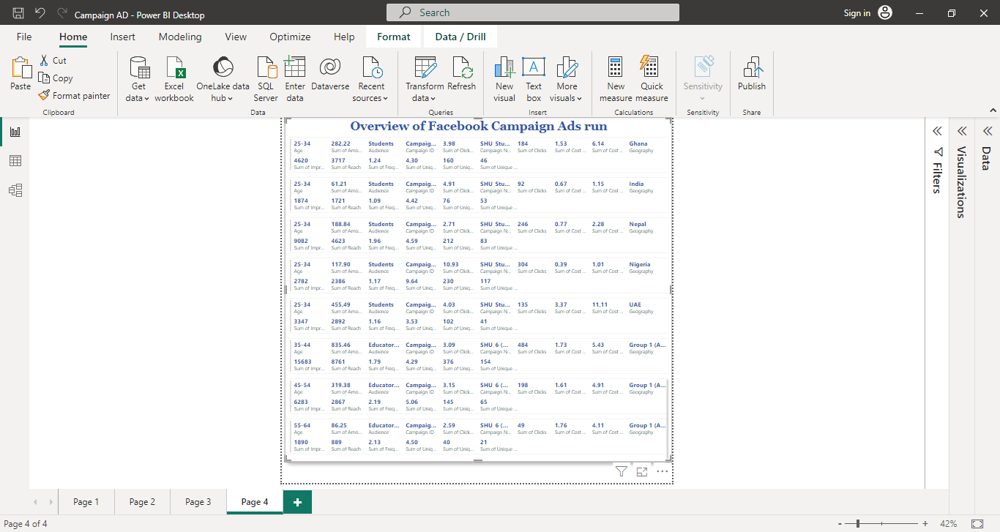 Campaign AD - Power BI Desktop
Search
Sign in
File Home Insert Modeling View Optimize Help Format Data / Drill
Paste
Cut
Copy
Format painter
Clipboard
Get data
Excel workbook
OneLake data hub
SQL Server
Enter data
Dataverse
Recent sources
Data
Transform data
Refresh
Queries
New visual
Text box
More visuals
Insert
New measure
Quick measure
Calculations
Sensitivity
Sensitivity
Publish
Share
Overview of Facebook Campaign Ads run
25-34 282.22 Students Campaig... 3.98 SHU Stu... 184 1.53 6.14 Ghana
Age Sum of Amo... Audience Campaign ID Sum of Click... Campaign N... Sum of Clicks Sum of Cost ... Sum of Cost ... Geography
4620 3717 1.24 4.30 160 46
Sum of Impr... Sum of Reach Sum of Freq... Sum of Uniq... Sum of Uniq... Sum of Unique ...
25-34 61.21 Students Campaig... 4.91 SHU Stu... 92 0.67 1.15 India
Age Sum of Amo... Audience Campaign ID Sum of Click... Campaign N... Sum of Clicks Sum of Cost ... Sum of Cost ... Geography
1874 1721 1.09 4.42 76 53
Sum of Impr... Sum of Reach Sum of Freq... Sum of Uniq... Sum of Uniq... Sum of Unique ...
25-34 188.84 Students Campaig... 2.71 SHU Stu... 246 0.77 2.28 Nepal
Age Sum of Amo... Audience Campaign ID Sum of Click... Campaign N... Sum of Clicks Sum of Cost ... Sum of Cost ... Geography
9082 4623 1.96 4.59 212 83
Sum of Impr... Sum of Reach Sum of Freq... Sum of Uniq... Sum of Uniq... Sum of Unique ...
25-34 117.90 Students Campaig... 10.93 SHU Stu... 304 0.39 1.01 Nigeria
Age Sum of Amo... Audience Campaign ID Sum of Click... Campaign N... Sum of Clicks Sum of Cost ... Sum of Cost ... Geography
2782 2386 1.17 9.64 230 117
Sum of Impr... Sum of Reach Sum of Freq... Sum of Uniq... Sum of Uniq... Sum of Unique ...
25-34 455.49 Students Campaig... 4.03 SHU Stu... 135 3.37 11.11 UAE
Age Sum of Amo... Audience Campaign ID Sum of Click... Campaign N... Sum of Clicks Sum of Cost ... Sum of Cost ... Geography
3347 2892 1.16 3.53 102 41
Sum of Impr... Sum of Reach Sum of Freq... Sum of Uniq... Sum of Uniq... Sum of Unique ...
35-44 835.46 Educator... Campaig... 3.09 SHU 6 (... 484 1.73 5.43 Group 1 (A...
Age Sum of Amo... Audience Campaign ID Sum of Click... Campaign N... Sum of Clicks Sum of Cost ... Sum of Cost ... Geography
15683 8761 1.79 4.29 376 154
Sum of Impr... Sum of Reach Sum of Freq... Sum of Uniq... Sum of Uniq... Sum of Unique ...
45-54 319.38 Educator... Campaig... 3.15 SHU 6 (... 198 1.61 4.91 Group 1 (A...
Age Sum of Amo... Audience Campaign ID Sum of Click... Campaign N... Sum of Clicks Sum of Cost ... Sum of Cost ... Geography
6283 2867 2.19 5.06 145 65
Sum of Impr... Sum of Reach Sum of Freq... Sum of Uniq... Sum of Uniq... Sum of Unique ...
55-64 86.25 Educator... Campaig... 2.59 SHU 6 (... 49 1.76 4.11 Group 1 (A...
Age Sum of Amo... Audience Campaign ID Sum of Click... Campaign N... Sum of Clicks Sum of Cost ... Sum of Cost ... Geography
1890 889 2.13 4.50 40 21
Sum of Impr... Sum of Reach Sum of Freq... Sum of Uniq... Sum of Uniq... Sum of Unique ...
Filters
Visualizations
Data
Page 1 Page 2 Page 3 Page 4
Page 4 of 4
42%